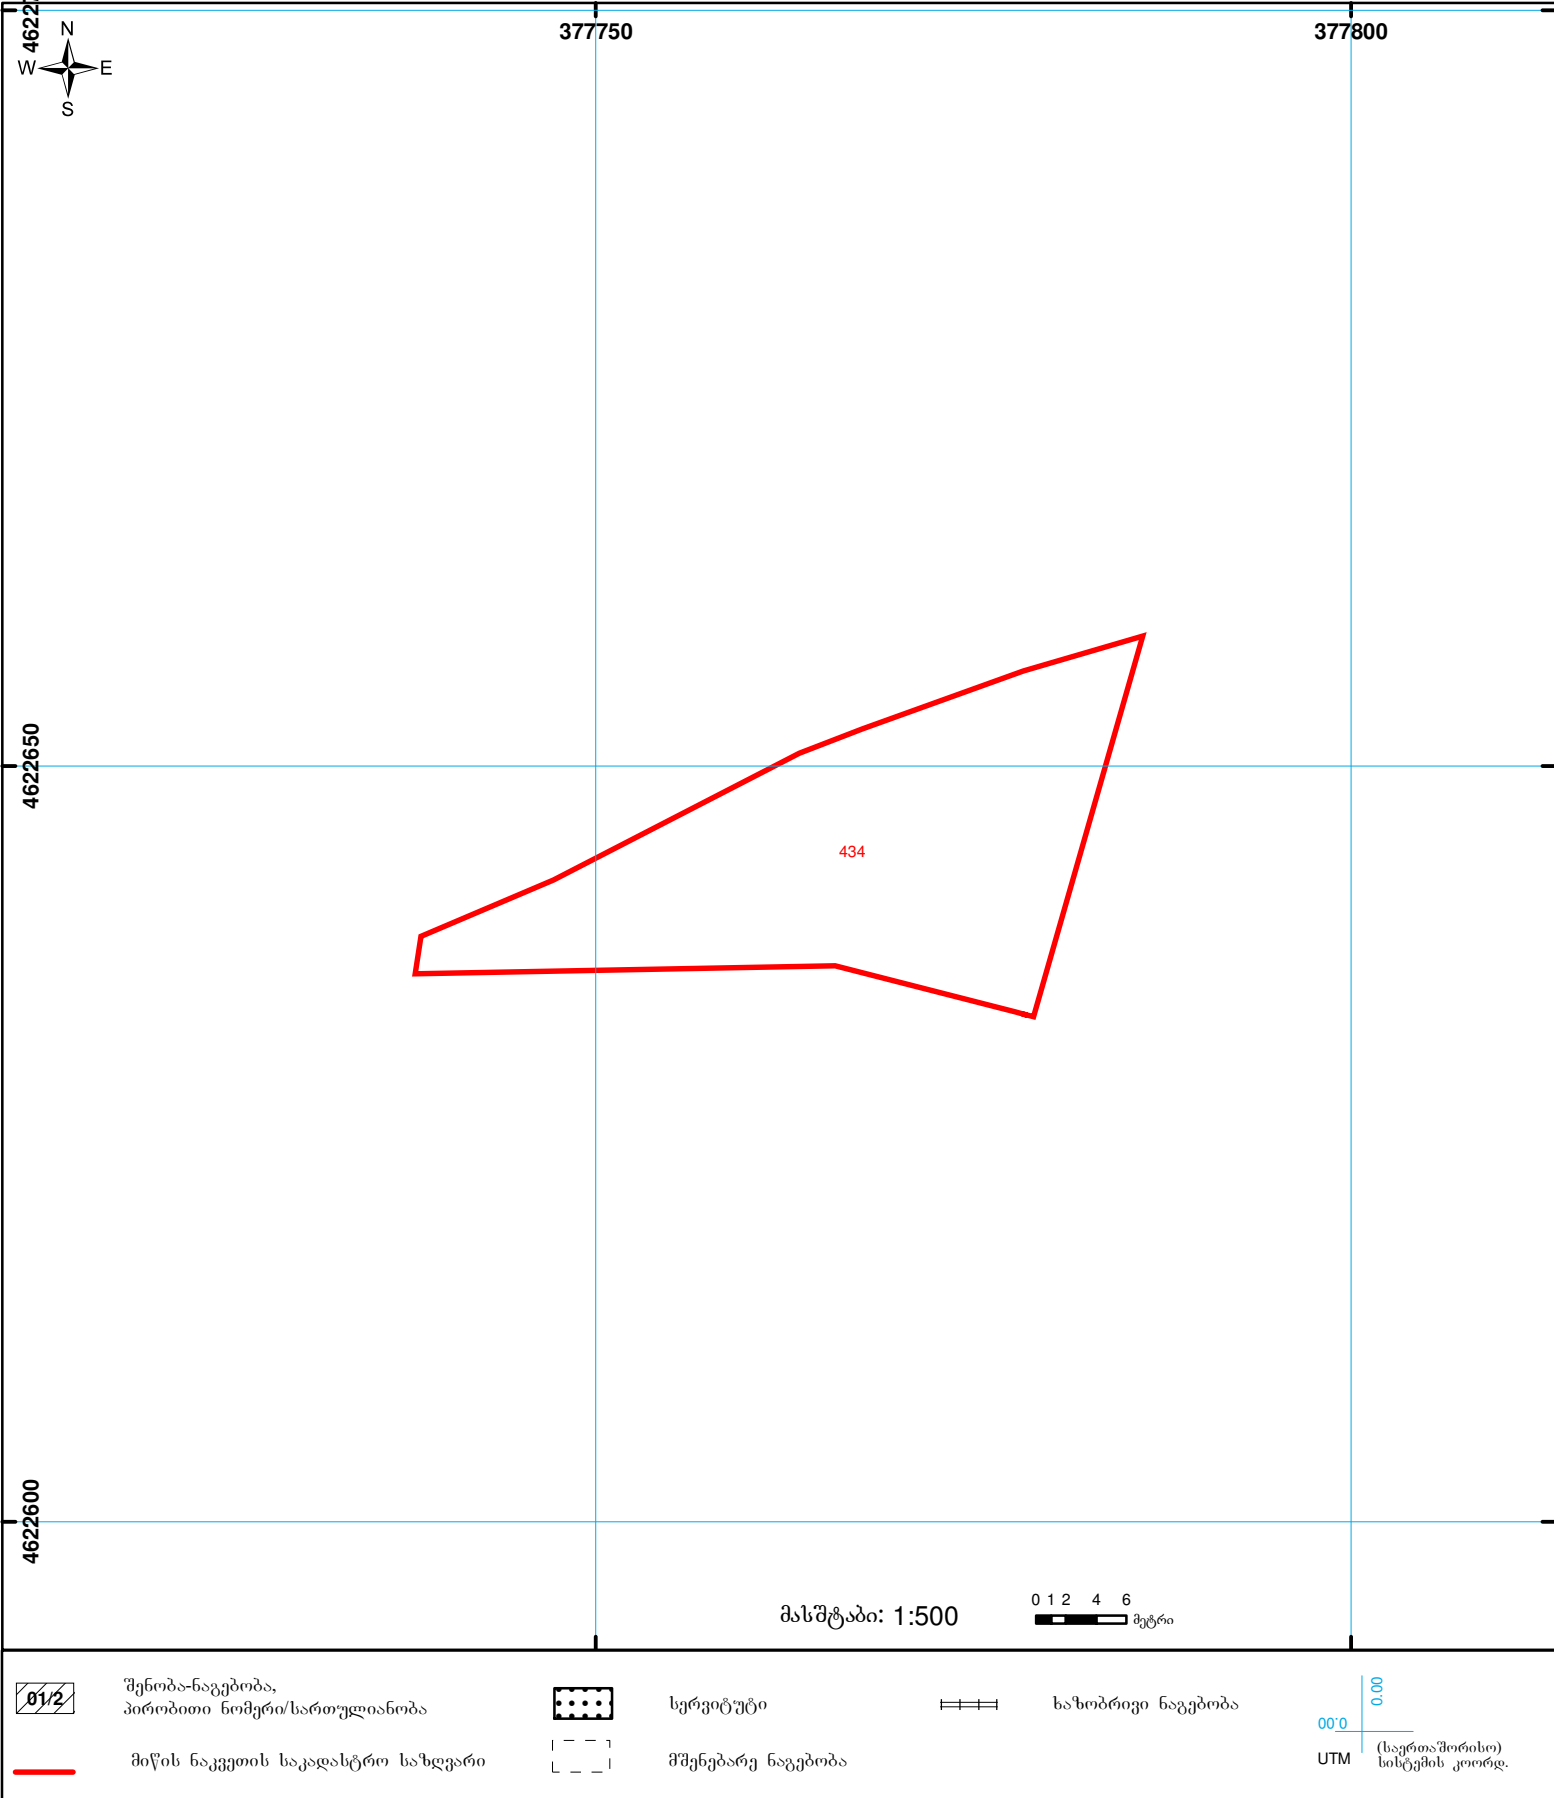 377750
377800
N
W E
S
4622650
434
4622600
მასშტაბი: 1:500
0 1 2 4 6
მეტრი
01/2
შენობა-ნაგებობა,
პირობითი ნომერი/სართულიანობა
სერვიტუტი
ხაზობრივი ნაგებობა
მიწის ნაკვეთის საკადასტრო საზღვარი
მშენებარე ნაგებობა
0.00
0.00
UTM
(საერთაშორისო)
სისტემის კოორდ.